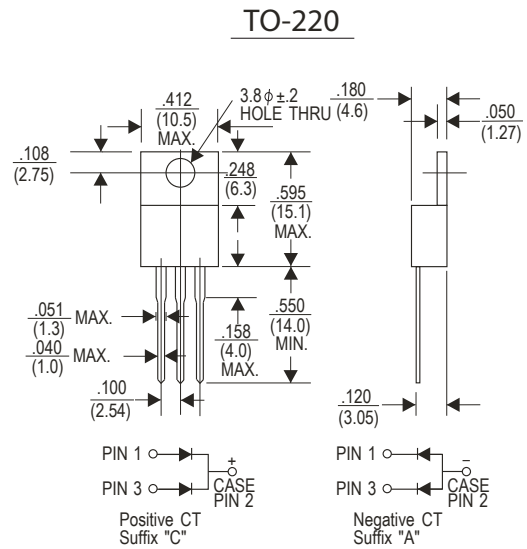 TO-220
.412
(10.5)
MAX.
3.8 φ ±.2
HOLE THRU
.180
(4.6)
.050
(1.27)
.108
(2.75)
.248
(6.3)
.595
(15.1)
MAX.
.051
(1.3)
MAX.
.040
(1.0)
MAX.
.158
(4.0)
MAX.
.550
(14.0)
MIN.
.100
(2.54)
.120
(3.05)
PIN 1
+
PIN 3
CASE
PIN 2
Positive CT
Suffix "C"
PIN 1
–
PIN 3
CASE
PIN 2
Negative CT
Suffix "A"